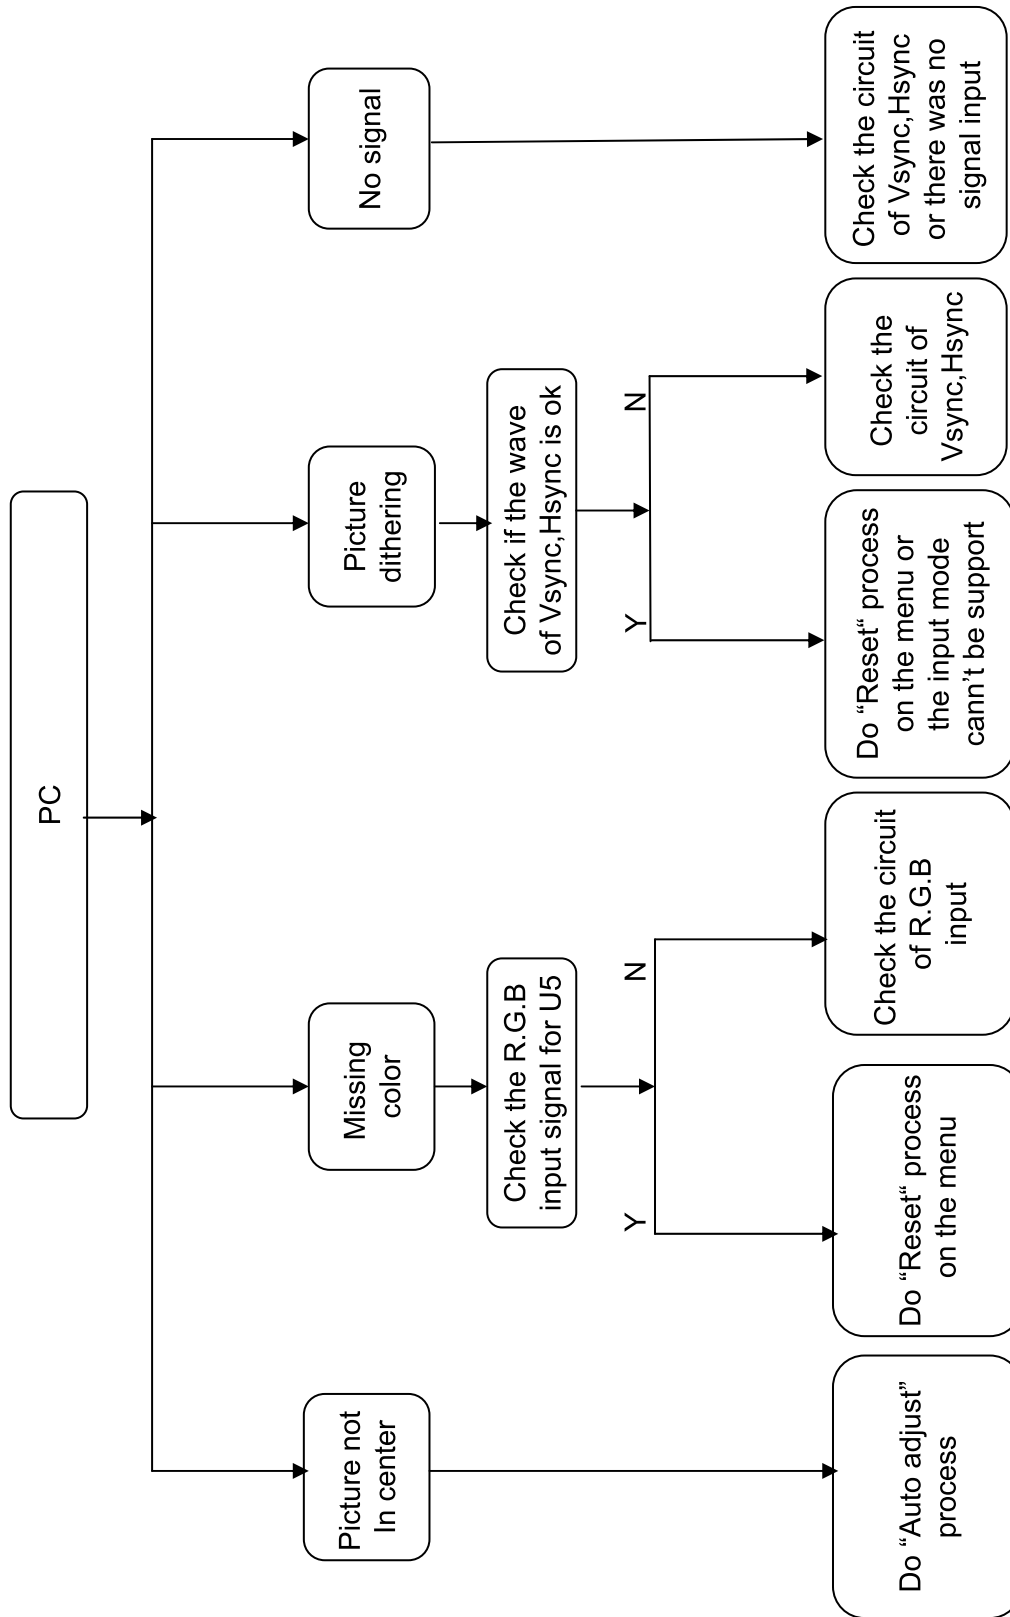 PC
Picture not
In center
Missing
color
Picture
dithering
No signal
Check the R.G.B
input signal for U5
Check if the wave
of Vsync,Hsync is ok
Y
N
Y
N
Do “Auto adjust”
process
Do “Reset“ process
on the menu
Check the circuit
of R.G.B
input
Do “Reset“ process
on the menu or
the input mode
cann’t be support
Check the
circuit of
Vsync,Hsync
Check the circuit
of Vsync,Hsync
or there was no
signal input